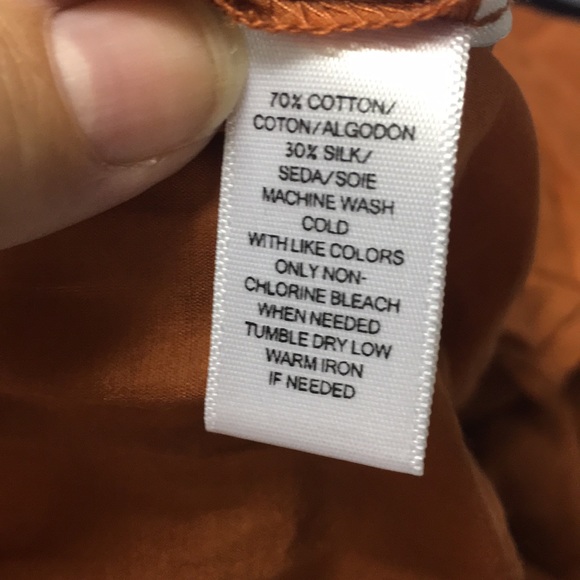 70% COTTON/
COTON/ALGODON
30% SILK/
SEDA/SOIE
MACHINE WASH
COLD
WITH LIKE COLORS
ONLY NON-
CHLORINE BLEACH
WHEN NEEDED
TUMBLE DRY LOW
WARM IRON
IF NEEDED